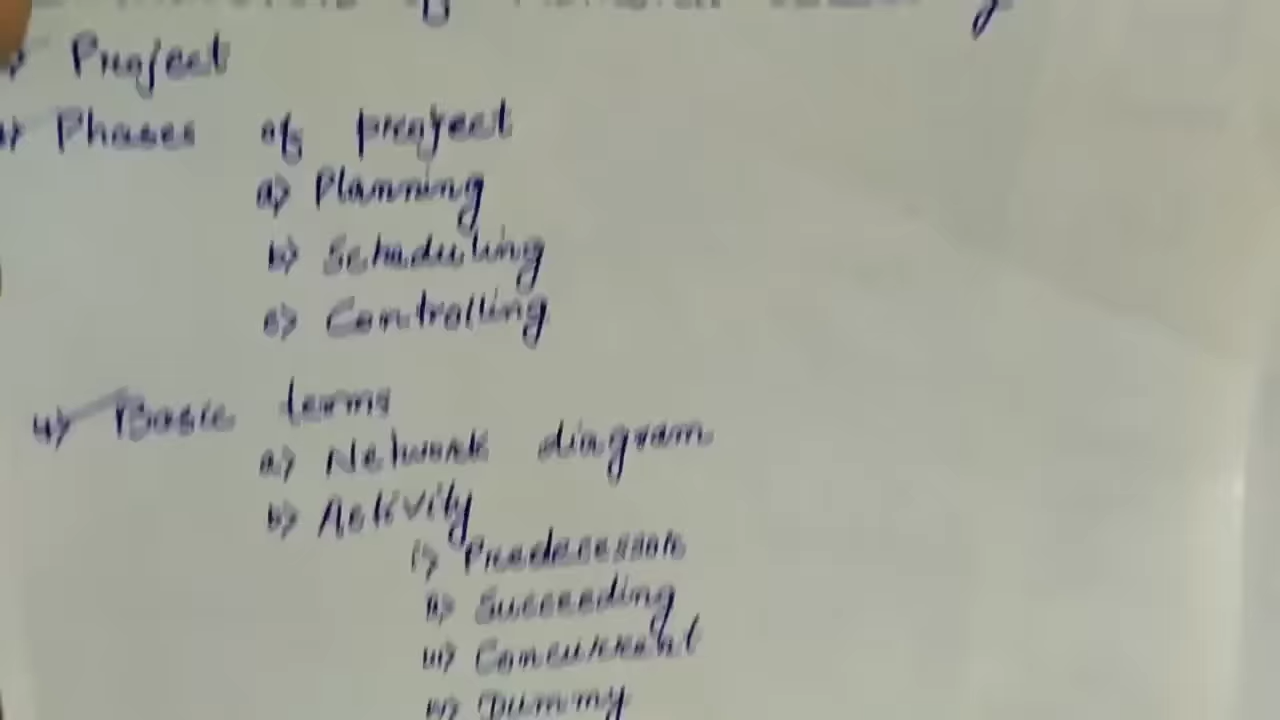 Project
Phases of project
a) Planning
b) Scheduling
c) Controlling
4) Basic terms
a) Network diagram
b) Activity
i) Predecessor
ii) Succeeding
iii) Concurrent
iv) Dummy